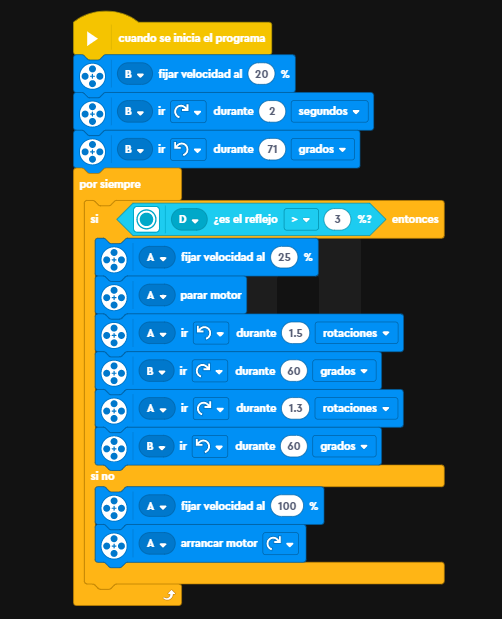 cuando se inicia el programa
B fijar velocidad al 20 %
B ir durante 2 segundos
B ir durante 71 grados
por siempre
si D ¿es el reflejo > 3 %? entonces
A fijar velocidad al 25 %
A parar motor
A ir durante 1.5 rotaciones
B ir durante 60 grados
A ir durante 1.3 rotaciones
B ir durante 60 grados
si no
A fijar velocidad al 100 %
A arrancar motor